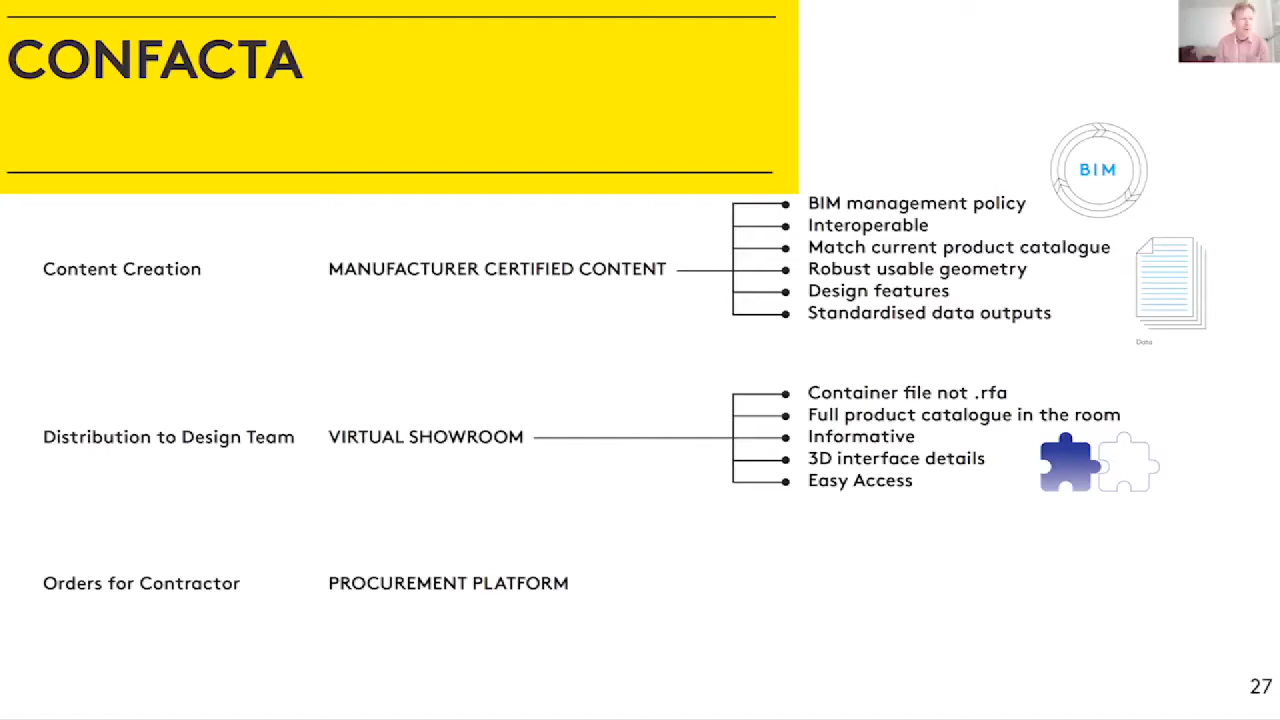 CONFACTA
BIM
Content Creation
MANUFACTURER CERTIFIED CONTENT
BIM management policy
Interoperable
Match current product catalogue
Robust usable geometry
Design features
Standardised data outputs
Data
Distribution to Design Team
VIRTUAL SHOWROOM
Container file not .rfa
Full product catalogue in the room
Informative
3D interface details
Easy Access
Orders for Contractor
PROCUREMENT PLATFORM
27